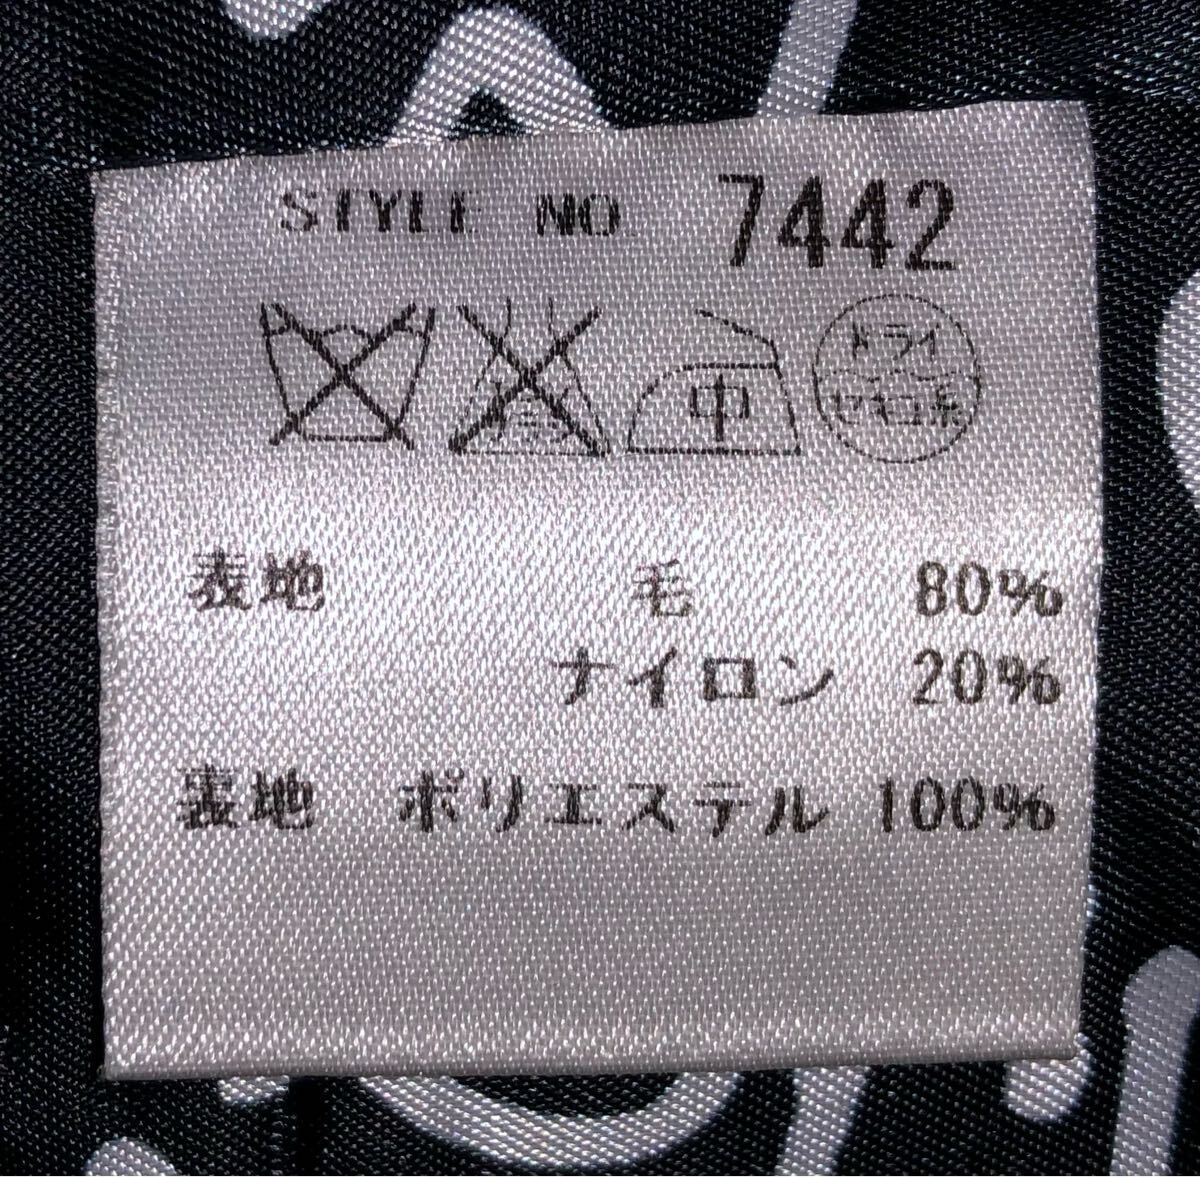 STYLE NO 7442
中 ドライ
セキユ系
表地 毛 80%
ナイロン 20%
裏地 ポリエステル 100%